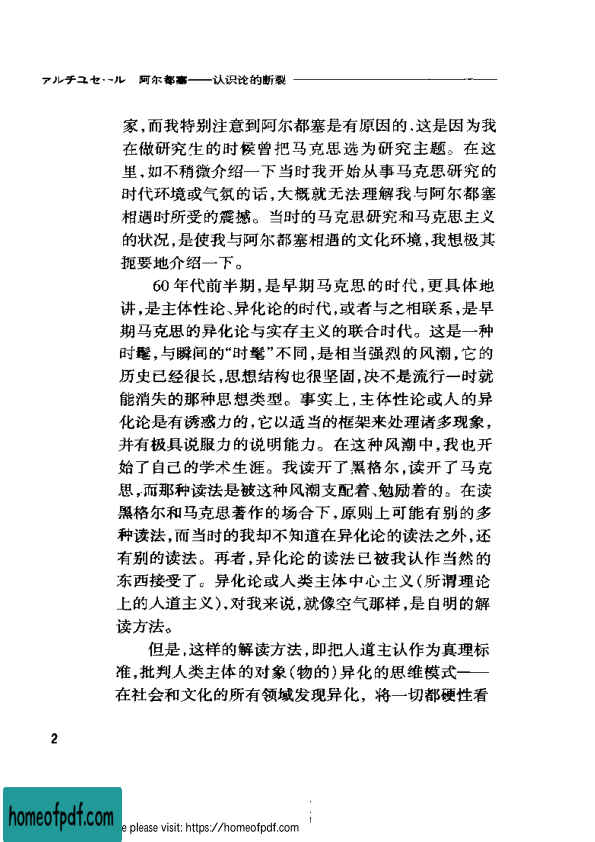 アルチュセール 阿尔都塞——认识论的断裂
家,而我特别注意到阿尔都塞是有原因的.这是因为我
在做研究生的时候曾把马克思选为研究主题。在这
里,如不稍微介绍一下当时我开始从事马克思研究的
时代环境或气氛的话,大概就无法理解我与阿尔都塞
相遇时所受的震撼。当时的马克思研究和马克思主义
的状况,是使我与阿尔都塞相遇的文化环境,我想极其
扼要地介绍一下。
60年代前半期,是早期马克思的时代,更具体地
讲,是主体性论、异化论的时代,或者与之相联系,是早
期马克思的异化论与实存主义的联合时代。这是一种
时髦,与瞬间的“时髦”不同,是相当强烈的风潮,它的
历史已经很长,思想结构也很坚固,决不是流行一时就
能消失的那种思想类型。事实上,主体性论或人的异
化论是有诱惑力的,它以适当的框架来处理诸多现象,
并有极具说服力的说明能力。在这种风潮中,我也开
始了自己的学术生涯。我读开了黑格尔,读开了马克
思,而那种读法是被这种风潮支配着、勉励着的。在读
黑格尔和马克思著作的场合下,原则上可能有别的多
种读法,而当时的我却不知道在异化论的读法之外,还
有别的读法。再者,异化论的读法已被我认作当然的
东西接受了。异化论或人类主体中心主义(所谓理论
上的人道主义),对我来说,就像空气那样,是自明的解
读方法。
但是,这样的解读方法,即把人道主认作为真理标
准,批判人类主体的对象(物的)异化的思维模式——
在社会和文化的所有领域发现异化,将一切都硬性看
2
homeofpdf.com
e please visit: https://homeofpdf.com